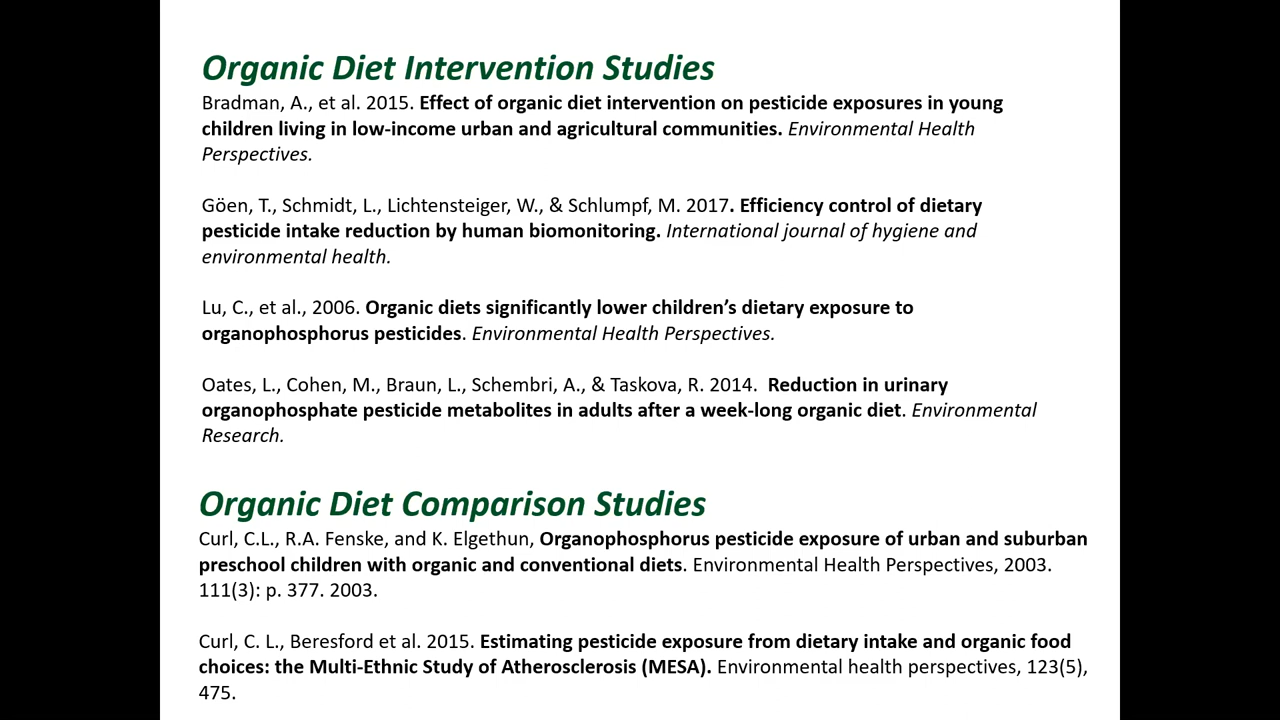 Organic Diet Intervention Studies
Bradman, A., et al. 2015. Effect of organic diet intervention on pesticide exposures in young
children living in low-income urban and agricultural communities. Environmental Health
Perspectives.
Göen, T., Schmidt, L., Lichtensteiger, W., & Schlumpf, M. 2017. Efficiency control of dietary
pesticide intake reduction by human biomonitoring. International journal of hygiene and
environmental health.
Lu, C., et al., 2006. Organic diets significantly lower children’s dietary exposure to
organophosphorus pesticides. Environmental Health Perspectives.
Oates, L., Cohen, M., Braun, L., Schembri, A., & Taskova, R. 2014.  Reduction in urinary
organophosphate pesticide metabolites in adults after a week-long organic diet. Environmental
Research.
Organic Diet Comparison Studies
Curl, C.L., R.A. Fenske, and K. Elgethun, Organophosphorus pesticide exposure of urban and suburban
preschool children with organic and conventional diets. Environmental Health Perspectives, 2003.
111(3): p. 377. 2003.
Curl, C. L., Beresford et al. 2015. Estimating pesticide exposure from dietary intake and organic food
choices: the Multi-Ethnic Study of Atherosclerosis (MESA). Environmental health perspectives, 123(5),
475.